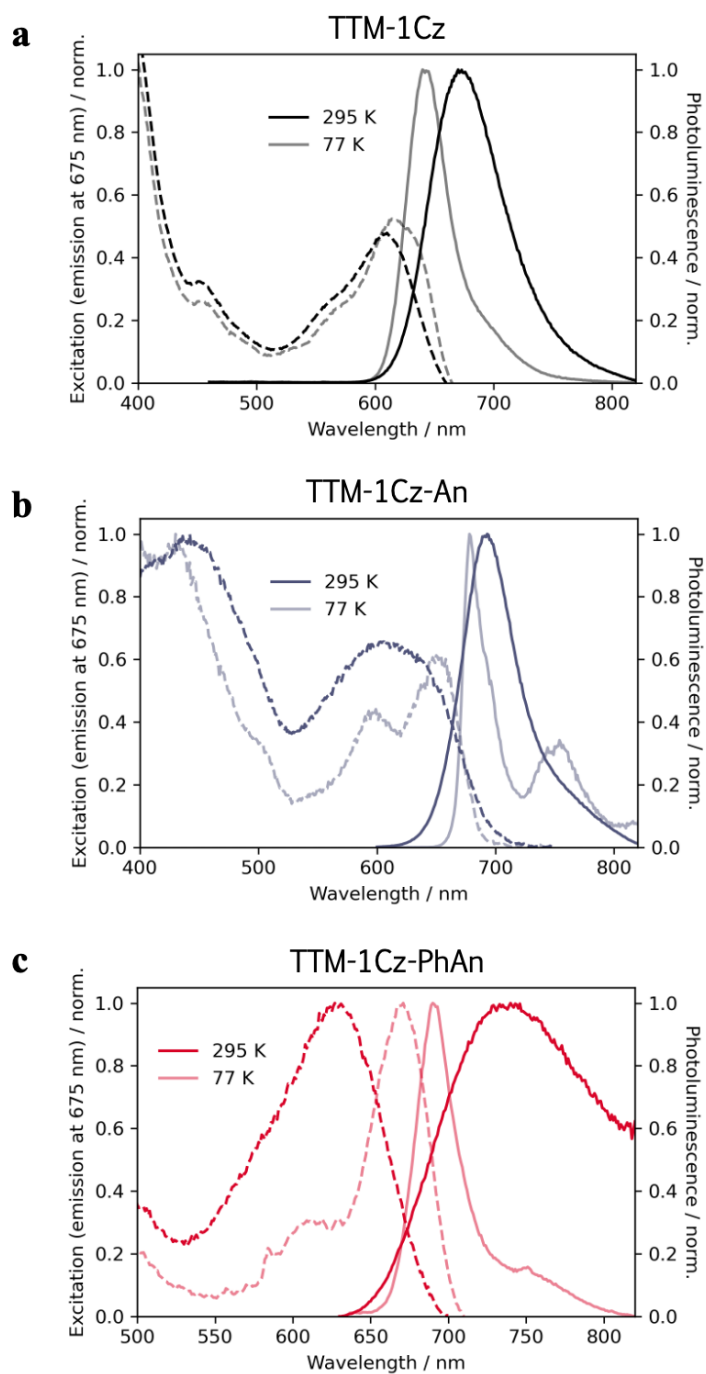 a
TTM-1Cz
Excitation (emission at 675 nm) / norm.
1.0
0.8
0.6
0.4
0.2
0.0
295 K
77 K
1.0
0.8
0.6
0.4
0.2
0.0
Photoluminescence / norm.
400 500 600 700 800
Wavelength / nm
b
TTM-1Cz-An
Excitation (emission at 675 nm) / norm.
1.0
0.8
0.6
0.4
0.2
0.0
295 K
77 K
1.0
0.8
0.6
0.4
0.2
0.0
Photoluminescence / norm.
400 500 600 700 800
Wavelength / nm
c
TTM-1Cz-PhAn
Excitation (emission at 675 nm) / norm.
1.0
0.8
0.6
0.4
0.2
0.0
295 K
77 K
1.0
0.8
0.6
0.4
0.2
0.0
Photoluminescence / norm.
500 550 600 650 700 750 800
Wavelength / nm